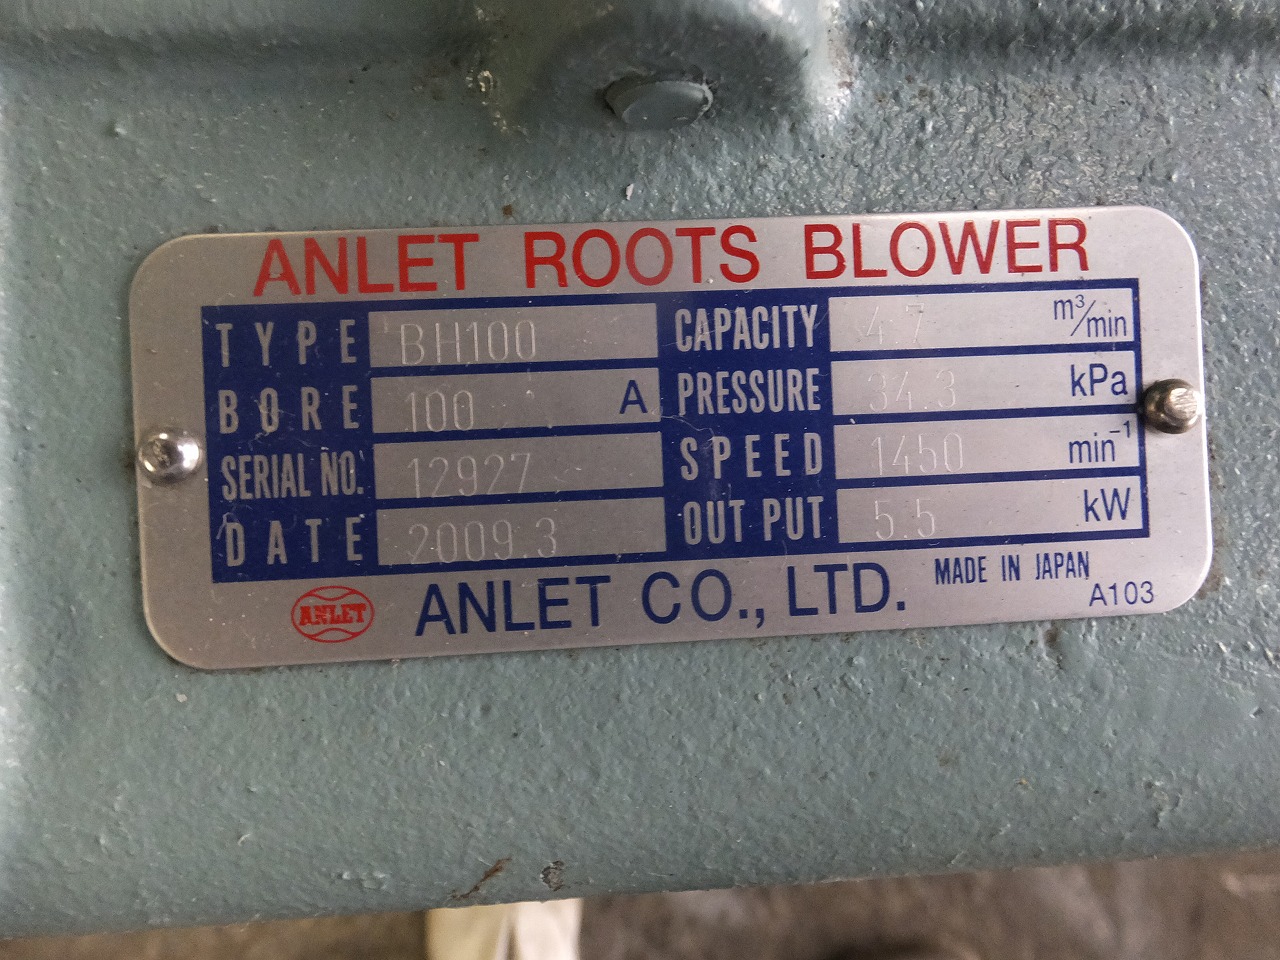 ANLET ROOTS BLOWER
TYPE BH100 CAPACITY 4.7 m³/min
BORE 100 A PRESSURE 34.3 kPa
SERIAL NO. 12927 SPEED 1450 min⁻¹
DATE 2009.3 OUT PUT 5.5 kW
ANLET ANLET CO., LTD. MADE IN JAPAN
A103